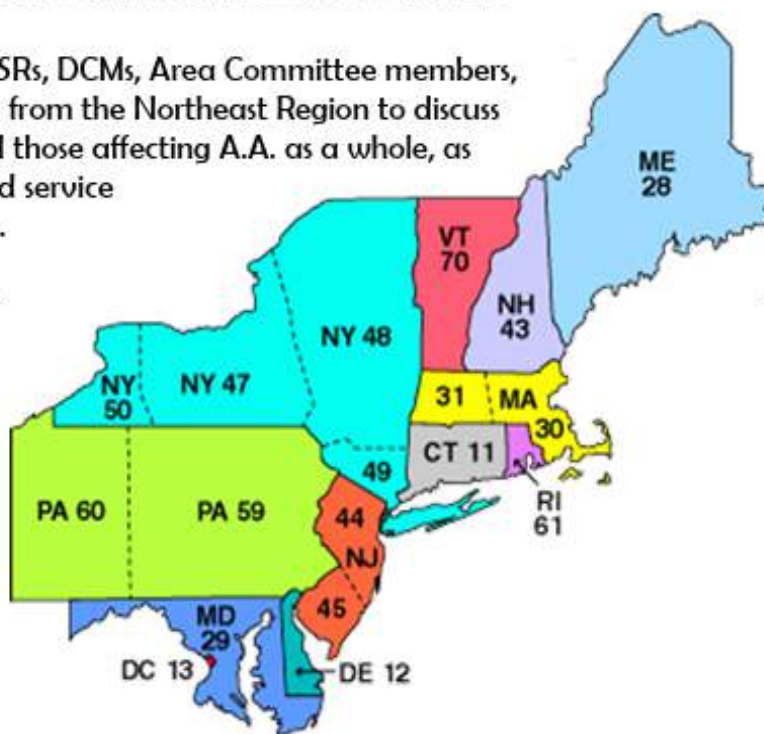 SRs, DCMs, Area Committee members,
from the Northeast Region to discuss
those affecting A.A. as a whole, as
service
.
ME
28
VT
70
NH
43
NY 48
NY 47
NY
50
31
MA
30
CT 11
49
RI
61
PA 60
PA 59
44
NJ
45
MD
29
DC 13
DE 12